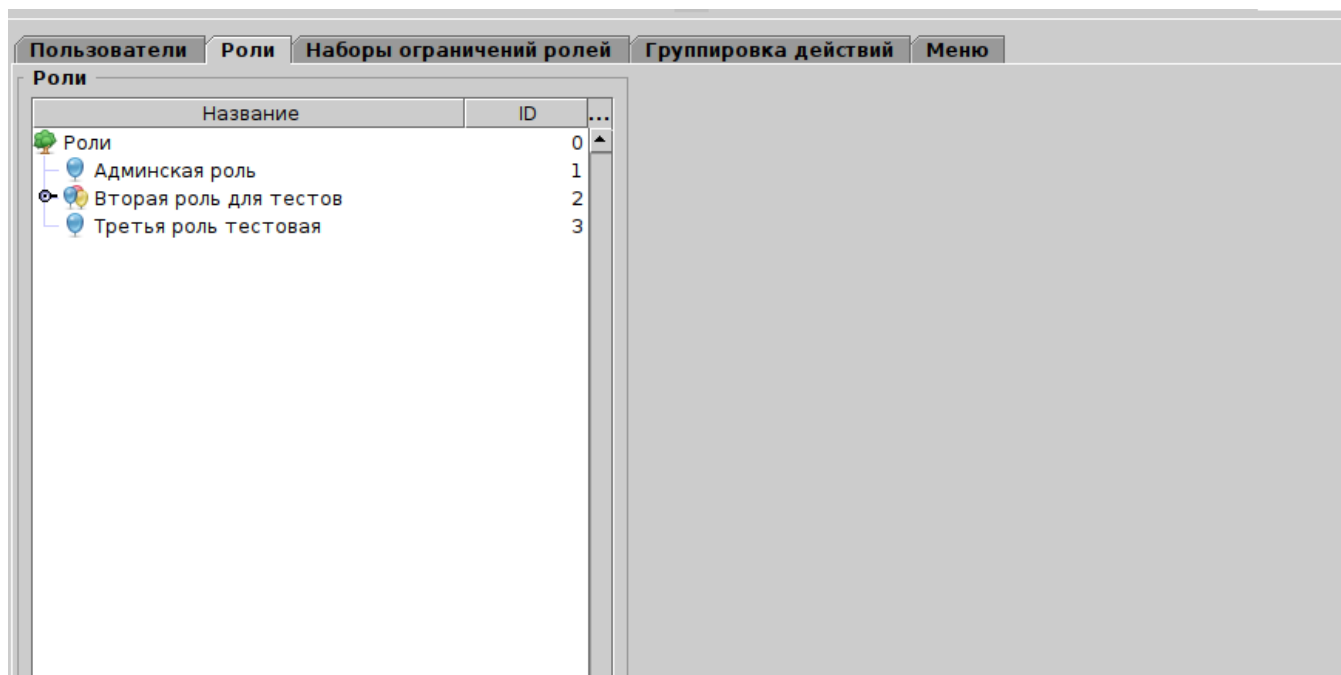 Пользователи Роли Наборы ограничений ролей Группировка действий Меню
Роли
Название ID ...
Роли 0
Админская роль 1
Вторая роль для тестов 2
Третья роль тестовая 3